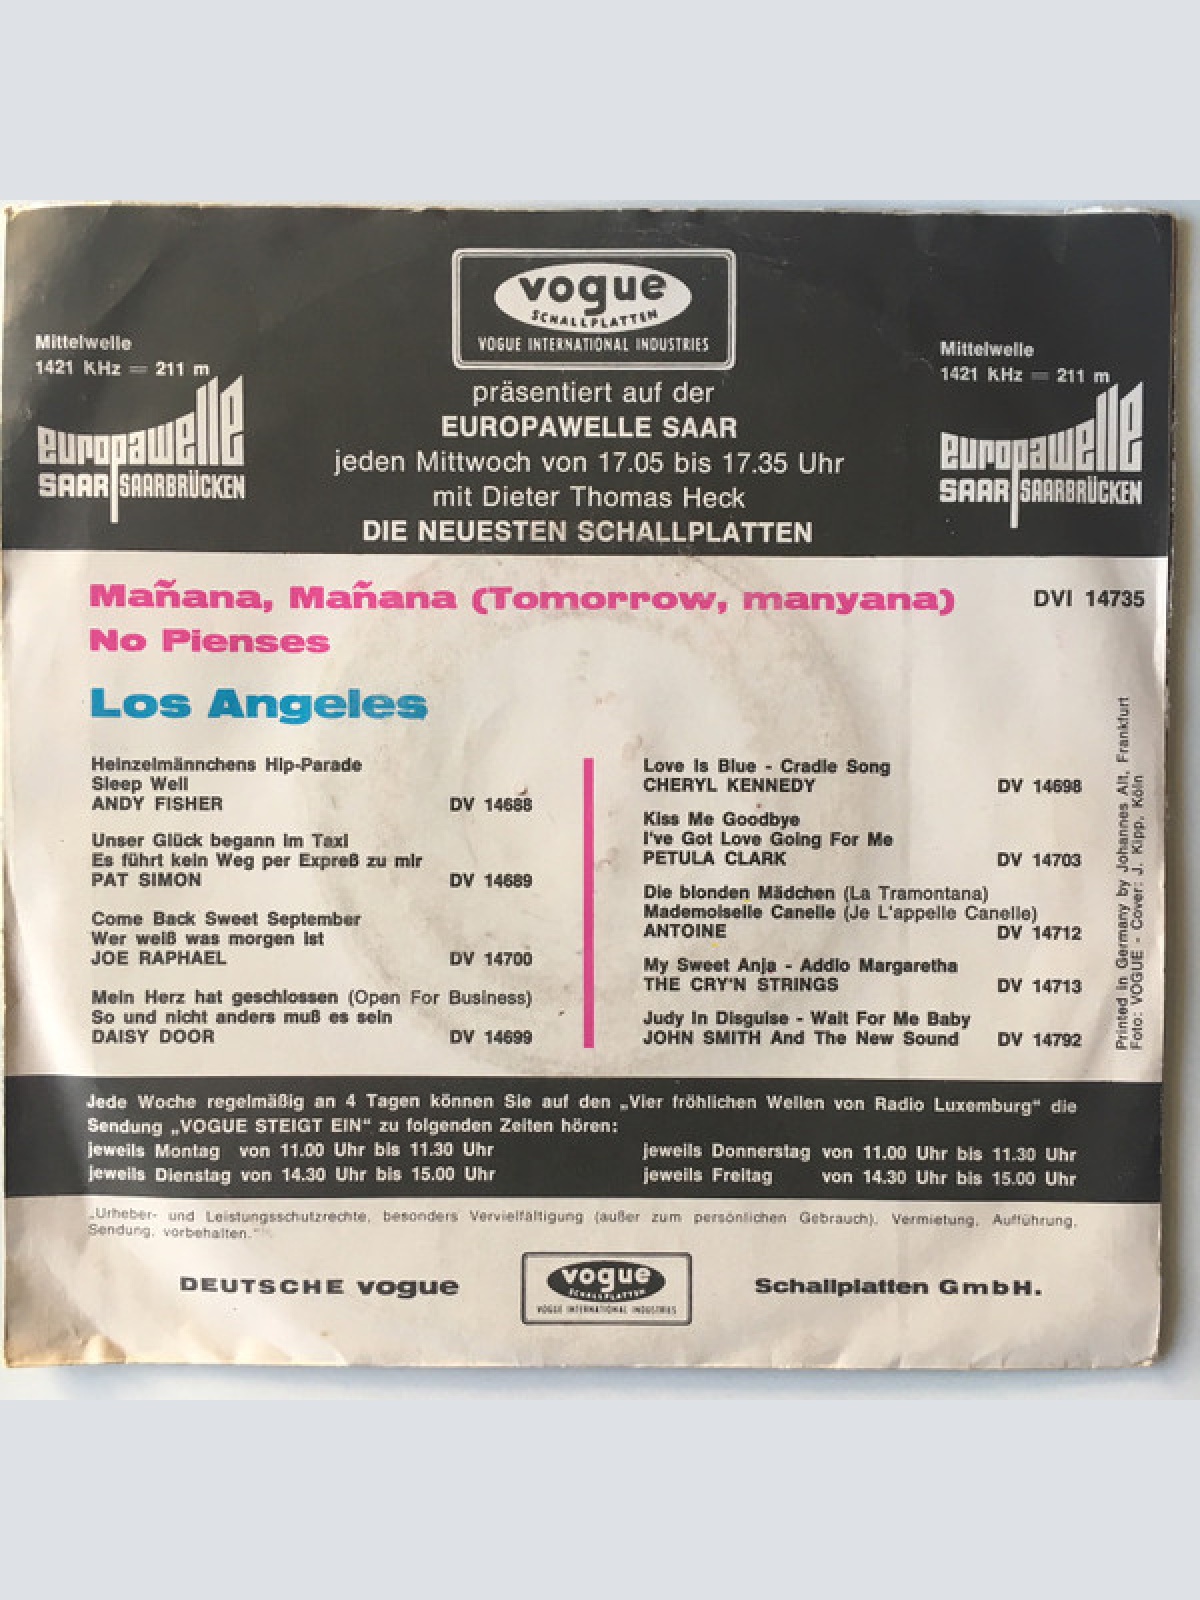 vogue
SCHALLPLATTEN
VOGUE INTERNATIONAL INDUSTRIES
Mittelwelle
1421 KHz = 211 m
europawelle
SAAR SAARBRÜCKEN
präsentiert auf der
EUROPAWELLE SAAR
jeden Mittwoch von 17.05 bis 17.35 Uhr
mit Dieter Thomas Heck
DIE NEUESTEN SCHALLPLATTEN
Mittelwelle
1421 KHz = 211 m
europawelle
SAAR SAARBRÜCKEN
Mañana, Mañana (Tomorrow, manyana) DVI 14735
No Pienses
Los Angeles
Heinzelmännchens Hip-Parade
Sleep Well
ANDY FISHER DV 14688
Unser Glück begann im Taxi
Es führt kein Weg per Expreß zu mir
PAT SIMON DV 14689
Come Back Sweet September
Wer weiß was morgen ist
JOE RAPHAEL DV 14700
Mein Herz hat geschlossen (Open For Business)
So und nicht anders muß es sein
DAISY DOOR DV 14699
Love Is Blue - Cradle Song
CHERYL KENNEDY DV 14698
Kiss Me Goodbye
I've Got Love Going For Me
PETULA CLARK DV 14703
Die blonden Mädchen (La Tramontana)
Mademoiselle Canelle (Je L'appelle Canelle)
ANTOINE DV 14712
My Sweet Anja - Addio Margaretha
THE CRY'N STRINGS DV 14713
Judy In Disguise - Wait For Me Baby
JOHN SMITH And The New Sound DV 14792
Printed in Germany by Johannes Alt, Frankfurt
Foto: VOGUE - Cover: J. Kipp, Köln
Jede Woche regelmäßig an 4 Tagen können Sie auf den „Vier fröhlichen Wellen von Radio Luxemburg“ die
Sendung „VOGUE STEIGT EIN“ zu folgenden Zeiten hören:
jeweils Montag von 11.00 Uhr bis 11.30 Uhr
jeweils Dienstag von 14.30 Uhr bis 15.00 Uhr
jeweils Donnerstag von 11.00 Uhr bis 11.30 Uhr
jeweils Freitag von 14.30 Uhr bis 15.00 Uhr
„Urheber- und Leistungsschutzrechte, besonders Vervielfältigung (außer zum persönlichen Gebrauch), Vermietung, Aufführung,
Sendung, vorbehalten.“
DEUTSCHE vogue
vogue
SCHALLPLATTEN
VOGUE INTERNATIONAL INDUSTRIES
Schallplatten GmbH.